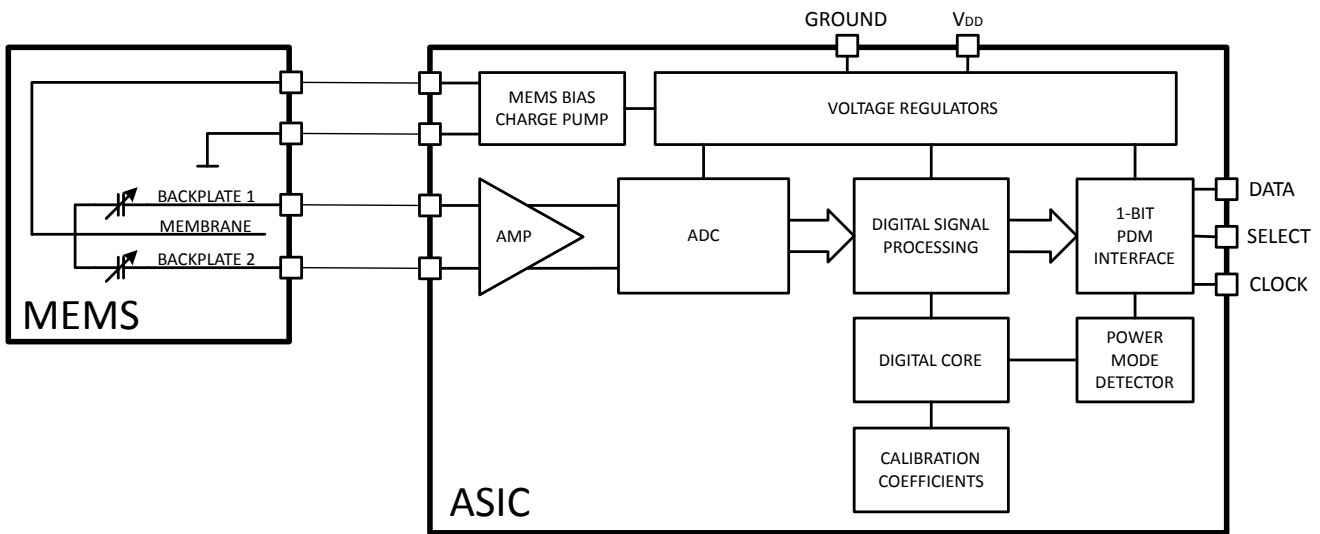 GROUND
VDD
MEMS BIAS
CHARGE PUMP
VOLTAGE REGULATORS
BACKPLATE 1
MEMBRANE
BACKPLATE 2
MEMS
AMP
ADC
DIGITAL SIGNAL
PROCESSING
1-BIT
PDM
INTERFACE
DATA
SELECT
CLOCK
DIGITAL CORE
POWER
MODE
DETECTOR
CALIBRATION
COEFFICIENTS
ASIC